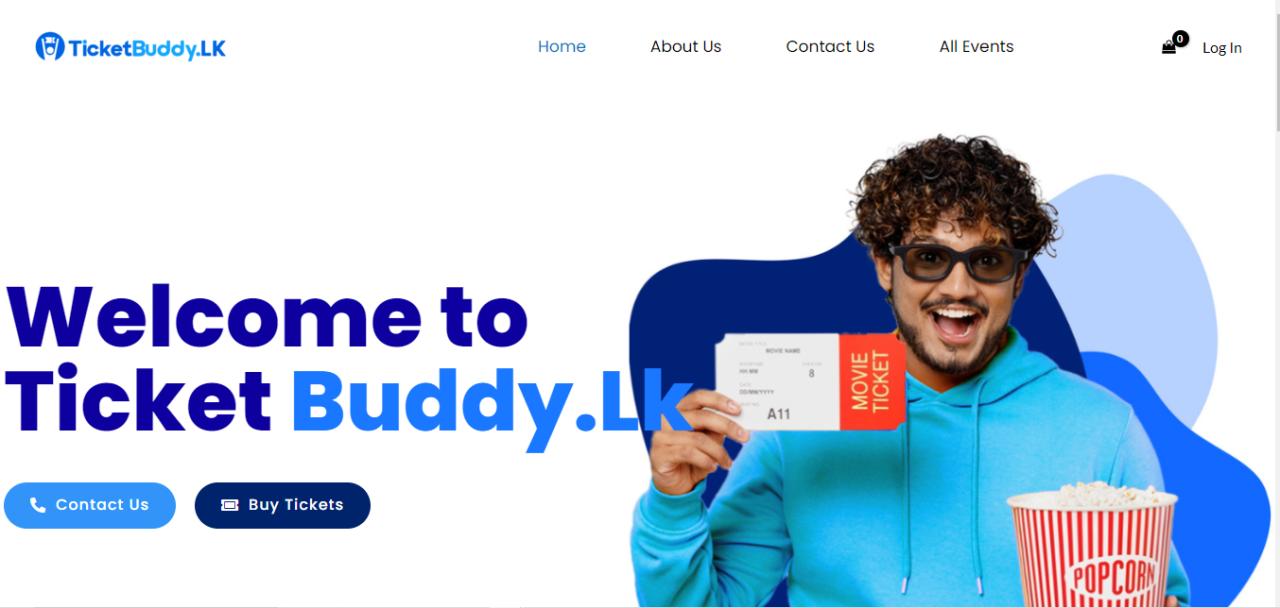 TicketBuddy.LK
Home
About Us
Contact Us
All Events
0
Log In
Welcome to
Ticket Buddy.Lk
MOVIE NAME
HH:MM
8
DD/MM/YYYY
A11
MOVIE
TICKET
Contact Us
Buy Tickets
POPCORN